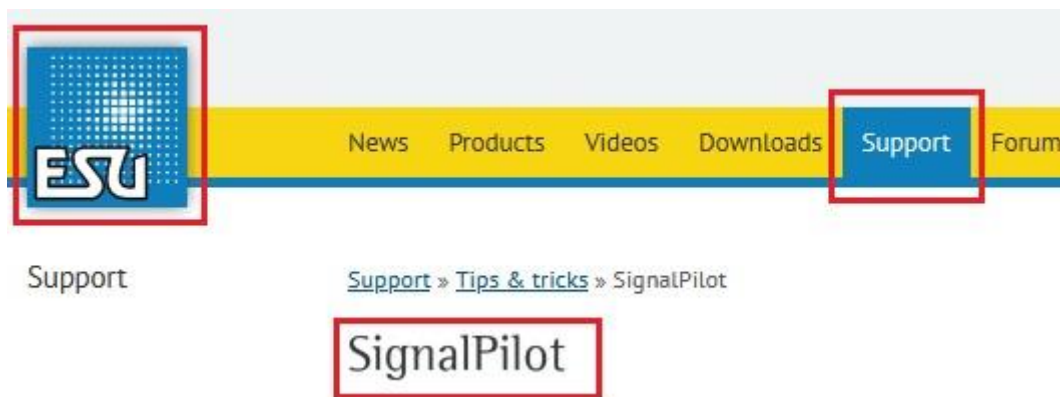 ESU
News Products Videos Downloads Support Forum
Support
Support » Tips & tricks » SignalPilot
SignalPilot